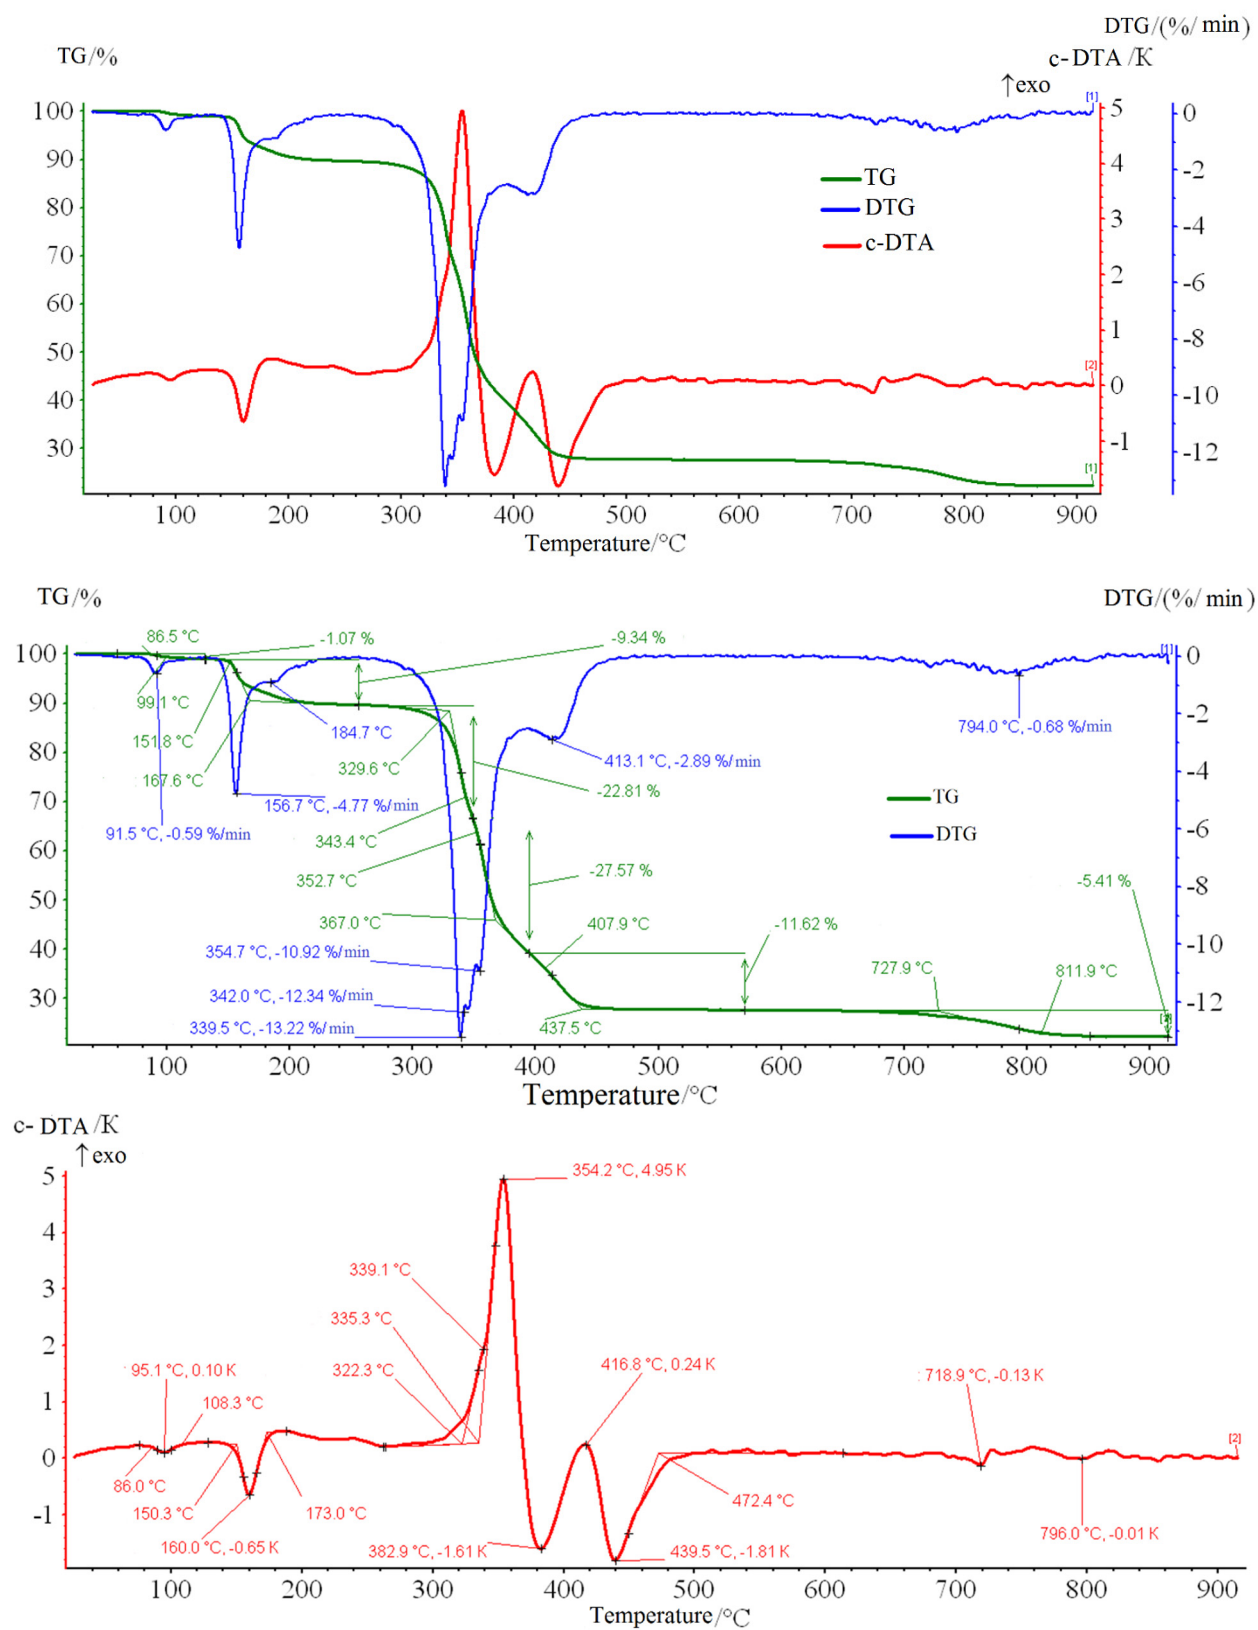 DTG/(%/ min)
TG/%
c- DTA /K
↑exo
[1]
100
90
80
70
60
50
40
30
5
4
3
2
1
0
-1
0
-2
-4
-6
-8
-10
-12
TG
DTG
c-DTA
[2]
[1]
100 200 300 400 500 600 700 800 900
Temperature/°C
TG/%
DTG/(%/ min)
[1]
100
90
80
70
60
50
40
30
0
-2
-4
-6
-8
-10
-12
86.5 °C
-1.07 %
-9.34 %
99.1 °C
151.8 °C
167.6 °C
184.7 °C
329.6 °C
413.1 °C, -2.89 %/min
794.0 °C, -0.68 %/min
-22.81 %
156.7 °C, -4.77 %/min
91.5 °C, -0.59 %/min
TG
DTG
343.4 °C
352.7 °C
-27.57 %
-5.41 %
367.0 °C
407.9 °C
-11.62 %
354.7 °C, -10.92 %/min
727.9 °C
811.9 °C
342.0 °C, -12.34 %/min
339.5 °C, -13.22 %/min
437.5 °C
100 200 300 400 500 600 700 800 900
Temperature/°C
c- DTA /K
↑exo
5
4
3
2
1
0
-1
354.2 °C, 4.95 K
339.1 °C
335.3 °C
322.3 °C
95.1 °C, 0.10 K
108.3 °C
416.8 °C, 0.24 K
718.9 °C, -0.13 K
[2]
86.0 °C
150.3 °C
173.0 °C
472.4 °C
160.0 °C, -0.65 K
382.9 °C, -1.61 K
439.5 °C, -1.81 K
796.0 °C, -0.01 K
100 200 300 400 500 600 700 800 900
Temperature/°C